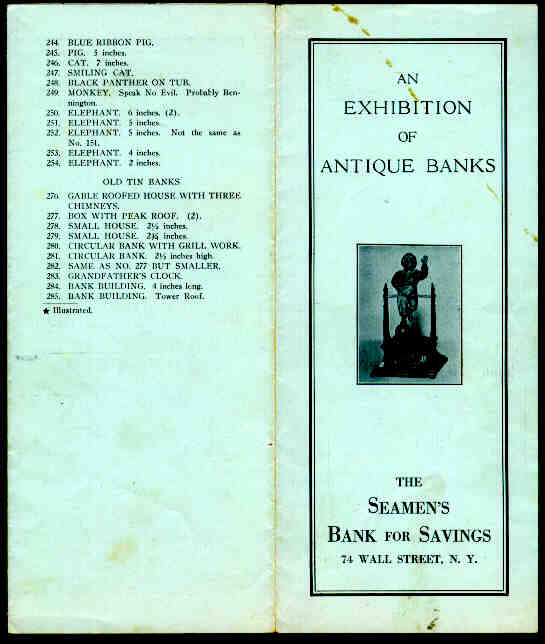 244. BLUE RIBBON PIG.
245. PIG. 5 inches.
246. CAT. 7 inches.
247. SMILING CAT.
248. BLACK PANTHER ON TUB.
249. MONKEY. Speak No Evil. Probably Ben-
nington.
250. ELEPHANT. 6 inches. (2).
251. ELEPHANT. 5 inches.
252. ELEPHANT. 5 inches. Not the same as
No. 151.
253. ELEPHANT. 4 inches.
254. ELEPHANT. 2 inches.
OLD TIN BANKS
276. GABLE ROOFED HOUSE WITH THREE
CHIMNEYS.
277. BOX WITH PEAK ROOF. (2).
278. SMALL HOUSE. 2½ inches.
279. SMALL HOUSE. 2¾ inches.
280. CIRCULAR BANK WITH GRILL WORK.
281. CIRCULAR BANK. 2½ inches high.
282. SAME AS NO. 277 BUT SMALLER.
283. GRANDFATHER'S CLOCK.
284. BANK BUILDING. 4 inches long.
285. BANK BUILDING. Tower Roof.
★ Illustrated.
AN
EXHIBITION
OF
ANTIQUE BANKS
THE
SEAMEN'S
BANK FOR SAVINGS
74 WALL STREET, N. Y.